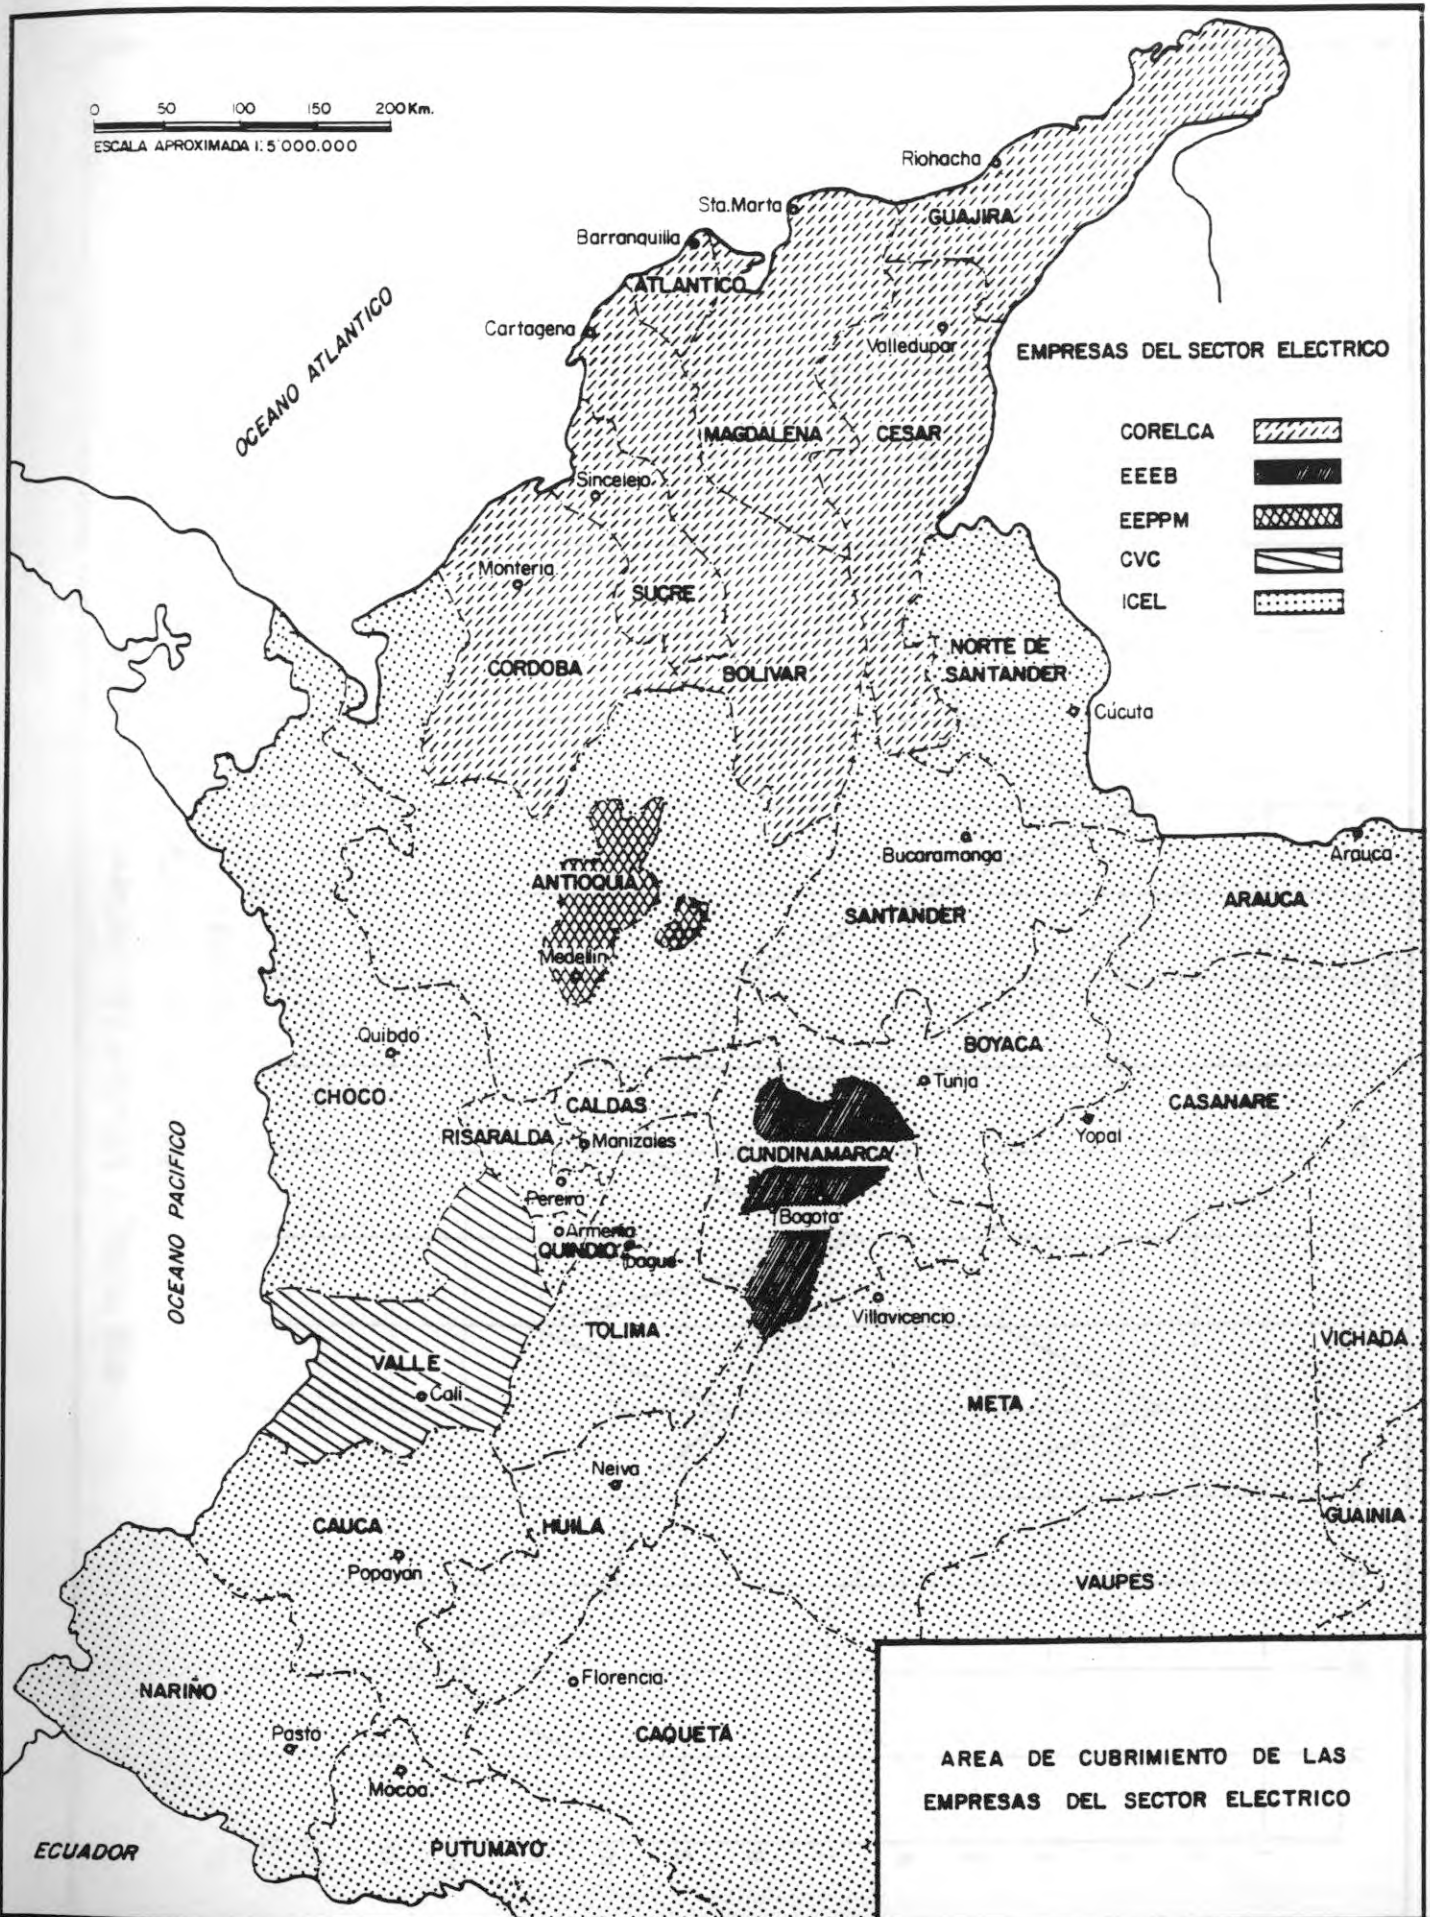 0 50 100 150 200 Km.
ESCALA APROXIMADA 1:5'000.000
Riohacha
Sta.Marta
GUAJIRA
Barranquilla
ATLANTICO
OCEANO ATLANTICO
Cartagena
Valledupar
EMPRESAS DEL SECTOR ELECTRICO
MAGDALENA
CESAR
CORELCA
EEEB
EEPPM
CVC
ICEL
Sincelejo
Monteria
SUCRE
CORDOBA
BOLIVAR
NORTE DE
SANTANDER
Cúcuta
Bucaramanga
Arauca
ANTIOQUIA
SANTANDER
ARAUCA
Medellin
Quibdo
BOYACA
Tunja
CHOCO
CALDAS
CASANARE
RISARALDA
Manizales
Yopal
CUNDINAMARCA
Pereira
Bogota
Armenia
QUINDIO
Ibague
OCEANO PACIFICO
Villavicencio
TOLIMA
VICHADA
VALLE
Cali
META
Neiva
CAUCA
HUILA
GUAINIA
Popayán
VAUPES
Florencia
NARIÑO
Pasto
CAQUETA
Mocoa
AREA DE CUBRIMIENTO DE LAS
EMPRESAS DEL SECTOR ELECTRICO
ECUADOR
PUTUMAYO